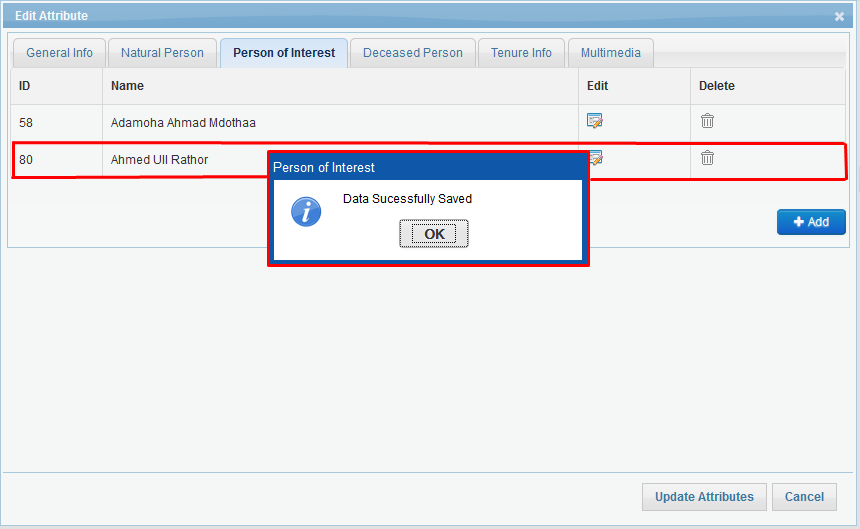 Edit Attribute
General Info Natural Person Person of Interest Deceased Person Tenure Info Multimedia
ID Name Edit Delete
58 Adamoha Ahmad Mdothaa
80 Ahmed Ull Rathor
Person of Interest
Data Sucessfully Saved
OK
Add
Update Attributes Cancel